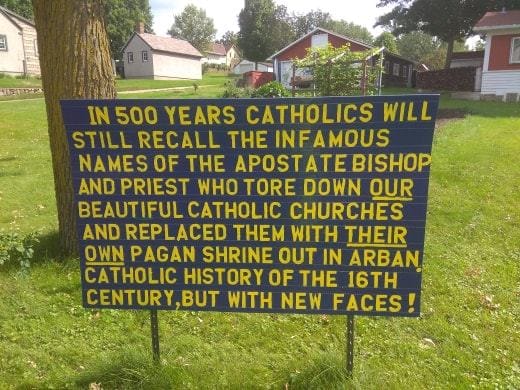 IN 500 YEARS CATHOLICS WILL
STILL RECALL THE INFAMOUS
NAMES OF THE APOSTATE BISHOP
AND PRIEST WHO TORE DOWN OUR
BEAUTIFUL CATHOLIC CHURCHES
AND REPLACED THEM WITH THEIR
OWN PAGAN SHRINE OUT IN ARBAN.
CATHOLIC HISTORY OF THE 16TH
CENTURY, BUT WITH NEW FACES!